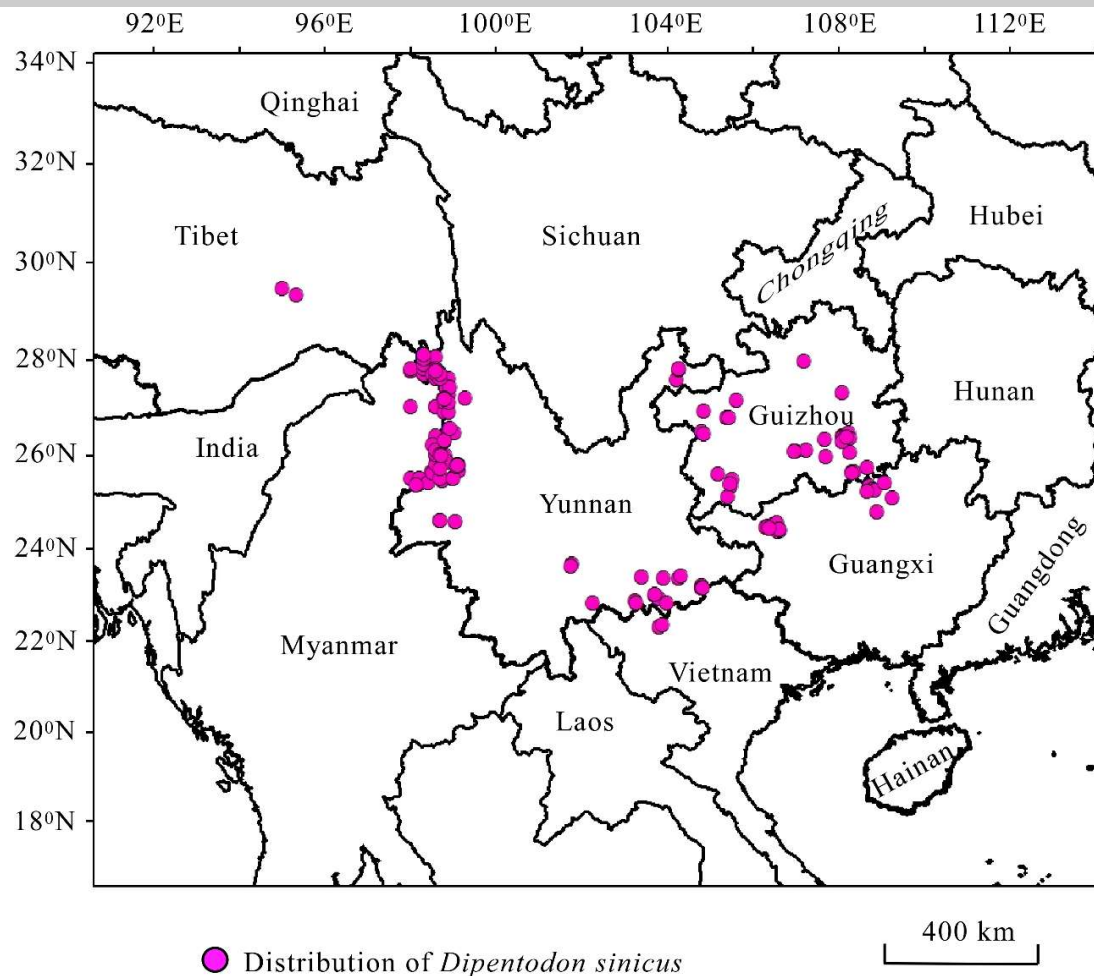 92⁰E 96⁰E 100⁰E 104⁰E 108⁰E 112⁰E
34⁰N
Qinghai
32⁰N
Tibet
Sichuan
Chongqing
Hubei
30⁰N
28⁰N
Guizhou
Hunan
India
26⁰N
Yunnan
24⁰N
Guangxi
Guangdong
22⁰N
Myanmar
Vietnam
20⁰N
Laos
Hainan
18⁰N
400 km
Distribution of Dipentodon sinicus